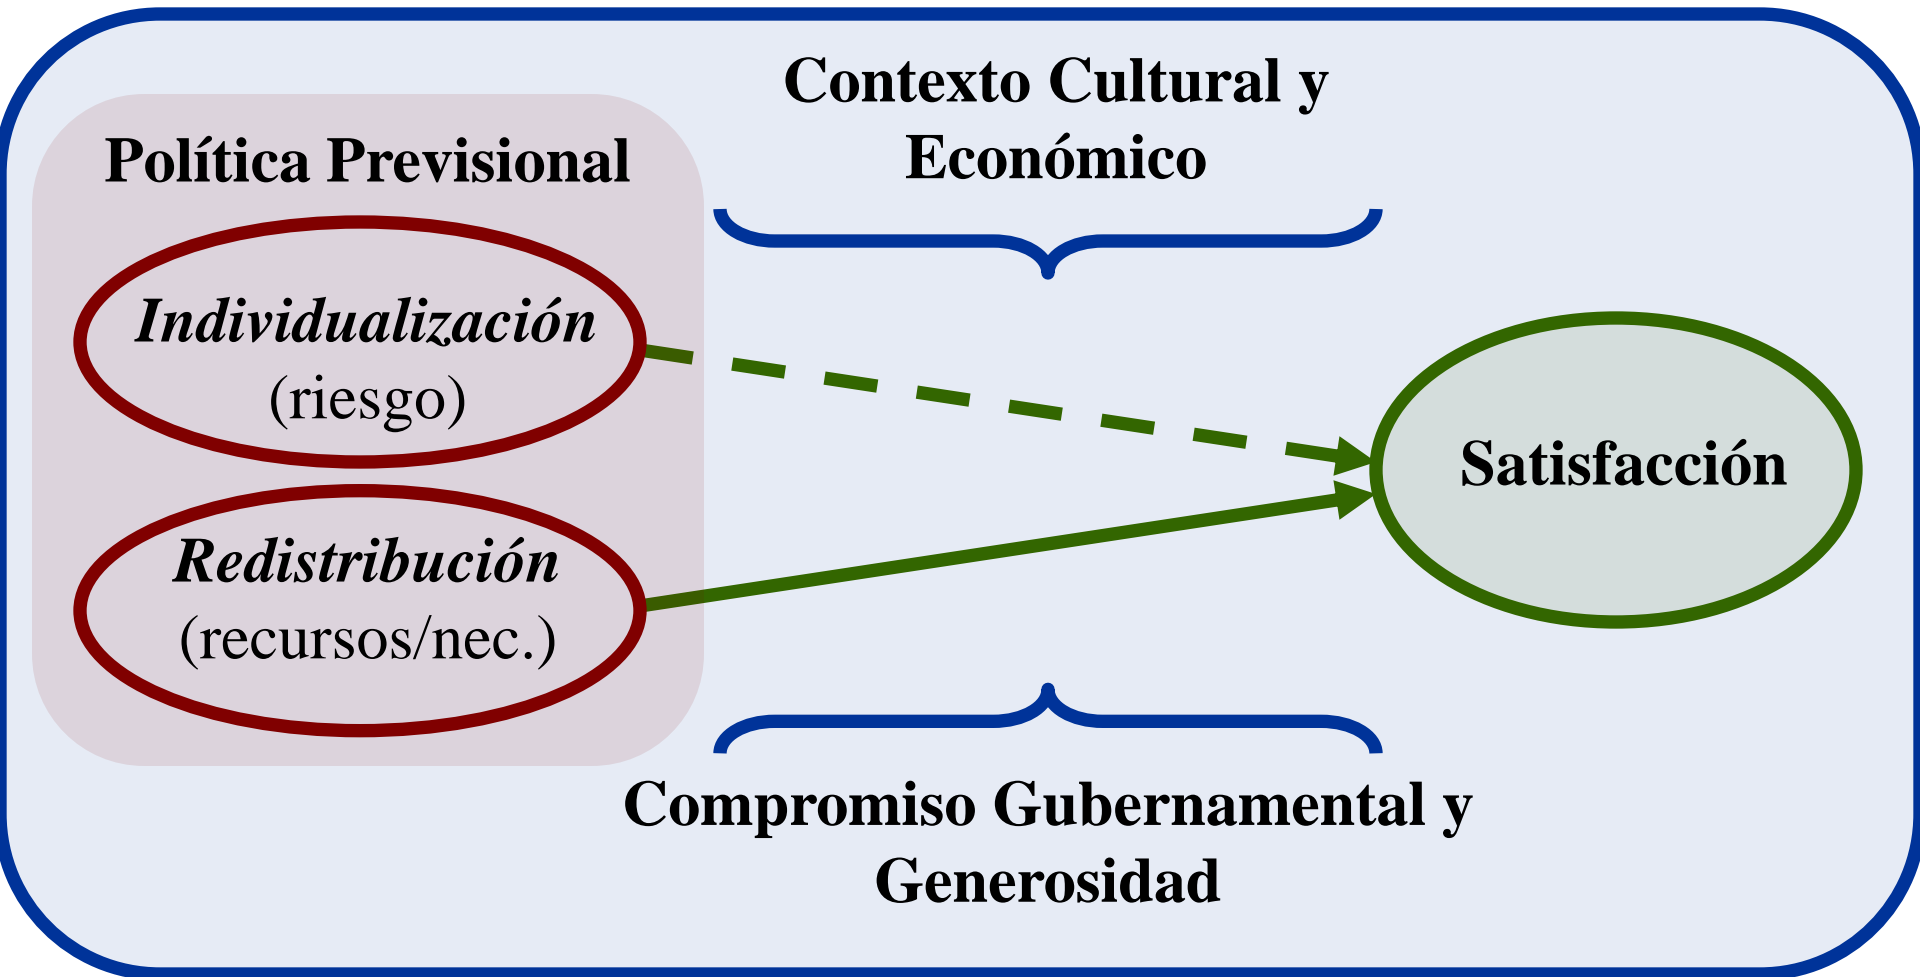 Contexto Cultural y
Económico
Política Previsional
Individualización
(riesgo)
Redistribución
(recursos/nec.)
Satisfacción
Compromiso Gubernamental y
Generosidad